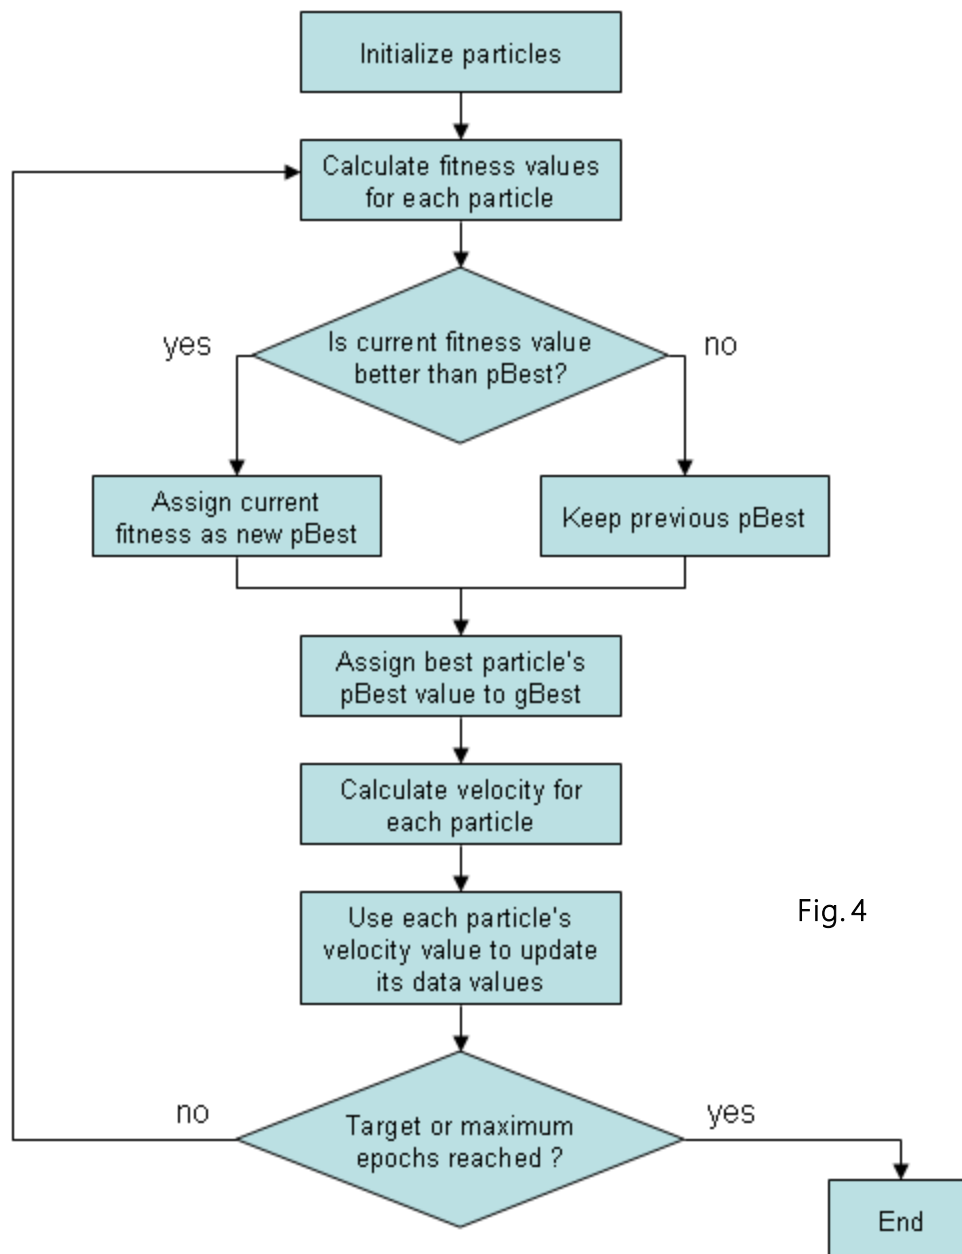 Initialize particles
Calculate fitness values
for each particle
yes
Is current fitness value
better than pBest?
no
Assign current
fitness as new pBest
Keep previous pBest
Assign best particle's
pBest value to gBest
Calculate velocity for
each particle
Use each particle's
velocity value to update
its data values
Fig. 4
no
Target or maximum
epochs reached ?
yes
End